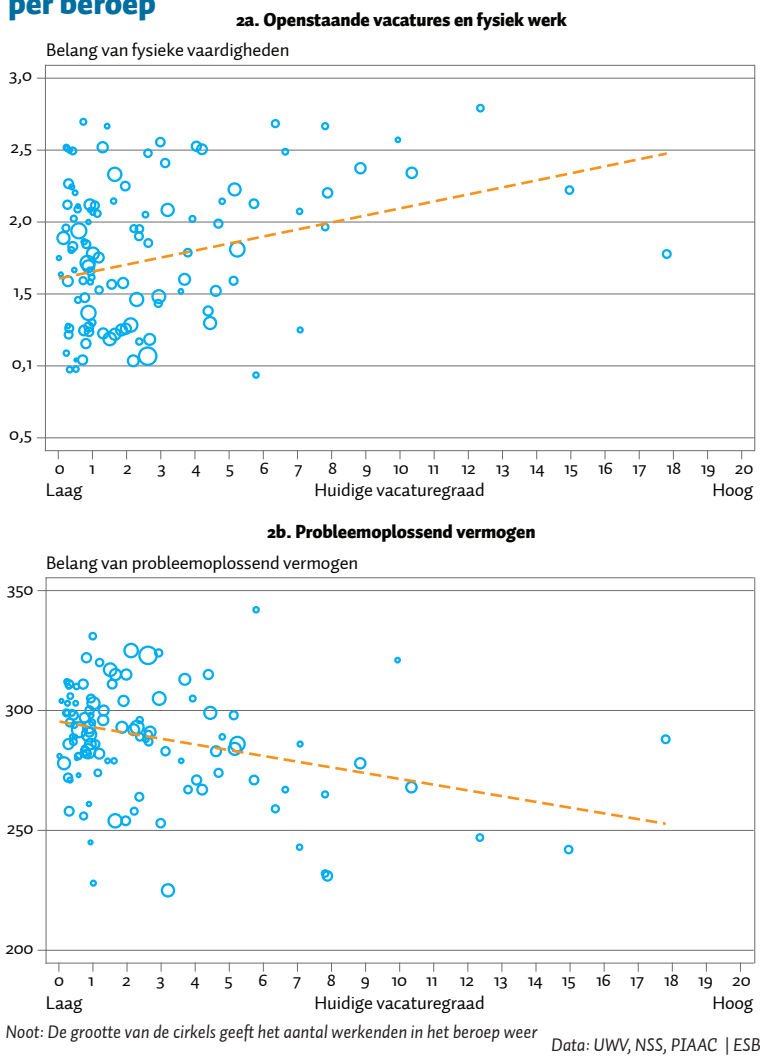 per beroep
2a. Openstaande vacatures en fysiek werk
Belang van fysieke vaardigheden
3,0
2,5
2,0
1,5
0,1
0,5
0 1 2 3 4 5 6 7 8 9 10 11 12 13 14 15 16 17 18 19 20
Laag Huidige vacaturegraad Hoog
2b. Probleemoplossend vermogen
Belang van probleemoplossend vermogen
350
300
250
200
0 1 2 3 4 5 6 7 8 9 10 11 12 13 14 15 16 17 18 19 20
Laag Huidige vacaturegraad Hoog
Noot: De grootte van de cirkels geeft het aantal werkenden in het beroep weer
Data: UWV, NSS, PIAAC | ESB